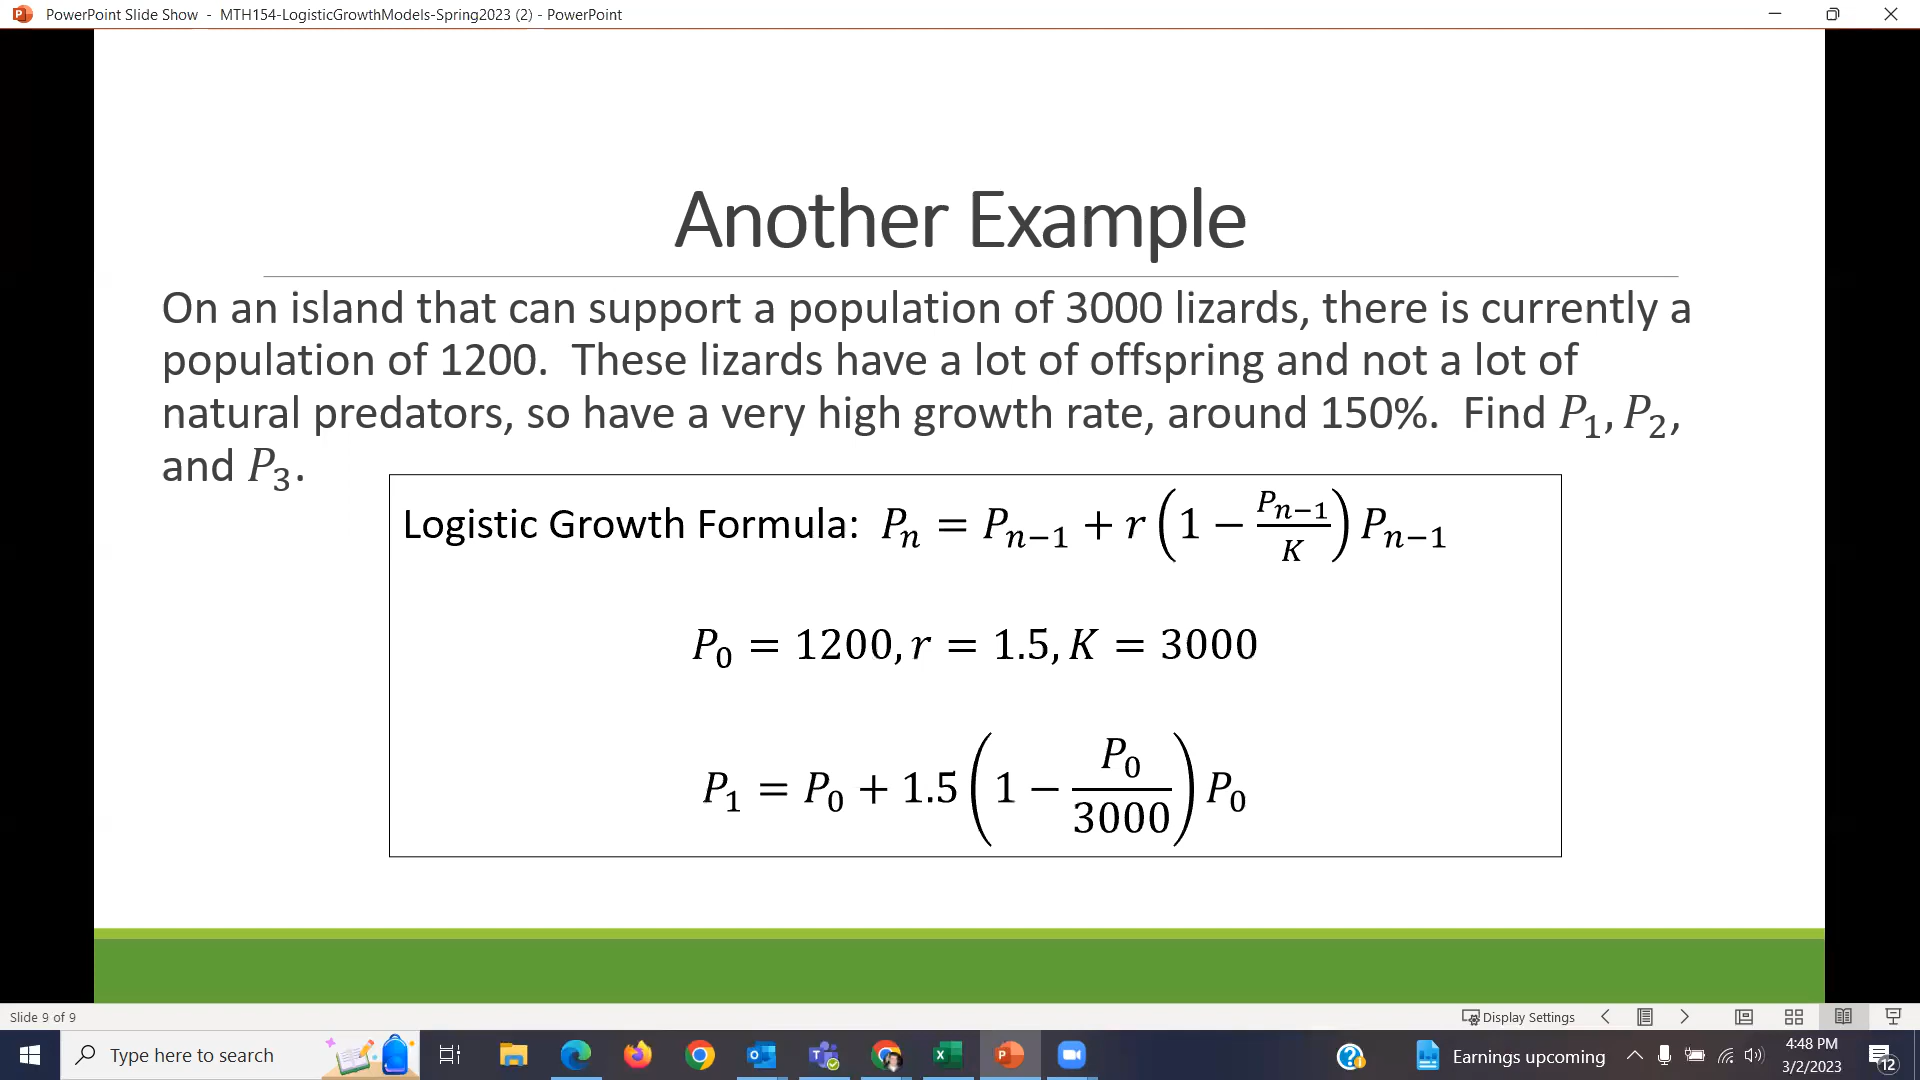 PowerPoint Slide Show - MTH154-LogisticGrowthModels-Spring2023 (2) - PowerPoint
Another Example
On an island that can support a population of 3000 lizards, there is currently a
population of 1200. These lizards have a lot of offspring and not a lot of
natural predators, so have a very high growth rate, around 150%. Find P₁, P₂,
and P₃.
Logistic Growth Formula: Pₙ = Pₙ₋₁ + r(1 − Pₙ₋₁/K)Pₙ₋₁
P₀ = 1200, r = 1.5, K = 3000
P₁ = P₀ + 1.5(1 − P₀/3000)P₀
Slide 9 of 9
Display Settings
Type here to search
Earnings upcoming
4:48 PM
3/2/2023
12